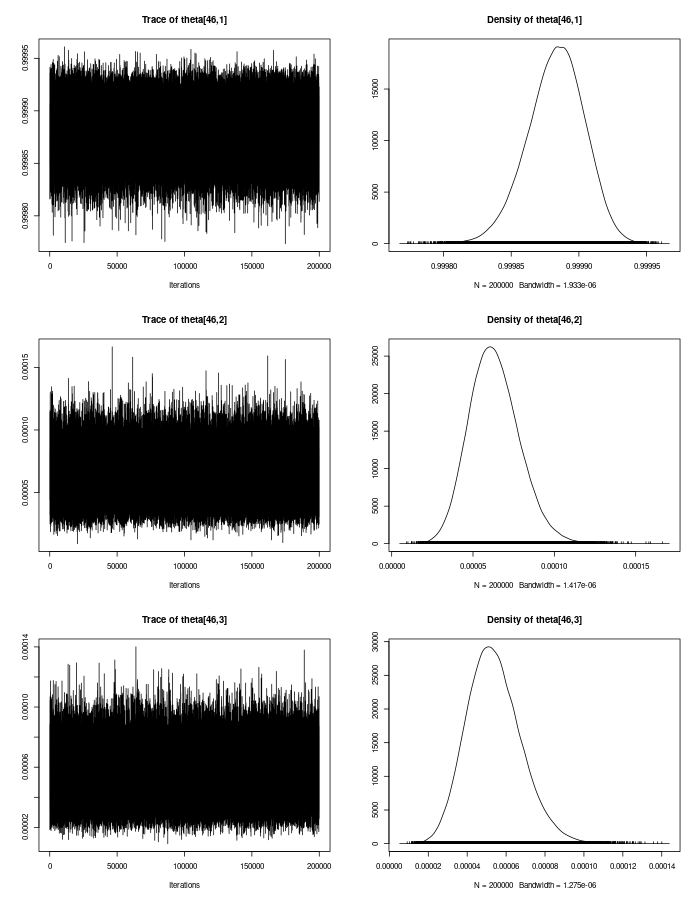 Trace of theta[46,1]
0.99980 0.99985 0.99990 0.99995
0 50000 100000 150000 200000
Iterations
Density of theta[46,1]
0 5000 10000 15000
0.99980 0.99985 0.99990 0.99995
N = 200000 Bandwidth = 1.933e-06
Trace of theta[46,2]
0.00005 0.00010 0.00015
0 50000 100000 150000 200000
Iterations
Density of theta[46,2]
0 5000 10000 15000 20000 25000
0.00000 0.00005 0.00010 0.00015
N = 200000 Bandwidth = 1.417e-06
Trace of theta[46,3]
0.00002 0.00006 0.00010 0.00014
0 50000 100000 150000 200000
Iterations
Density of theta[46,3]
0 5000 10000 15000 20000 25000 30000
0.00000 0.00002 0.00004 0.00006 0.00008 0.00010 0.00012 0.00014
N = 200000 Bandwidth = 1.275e-06